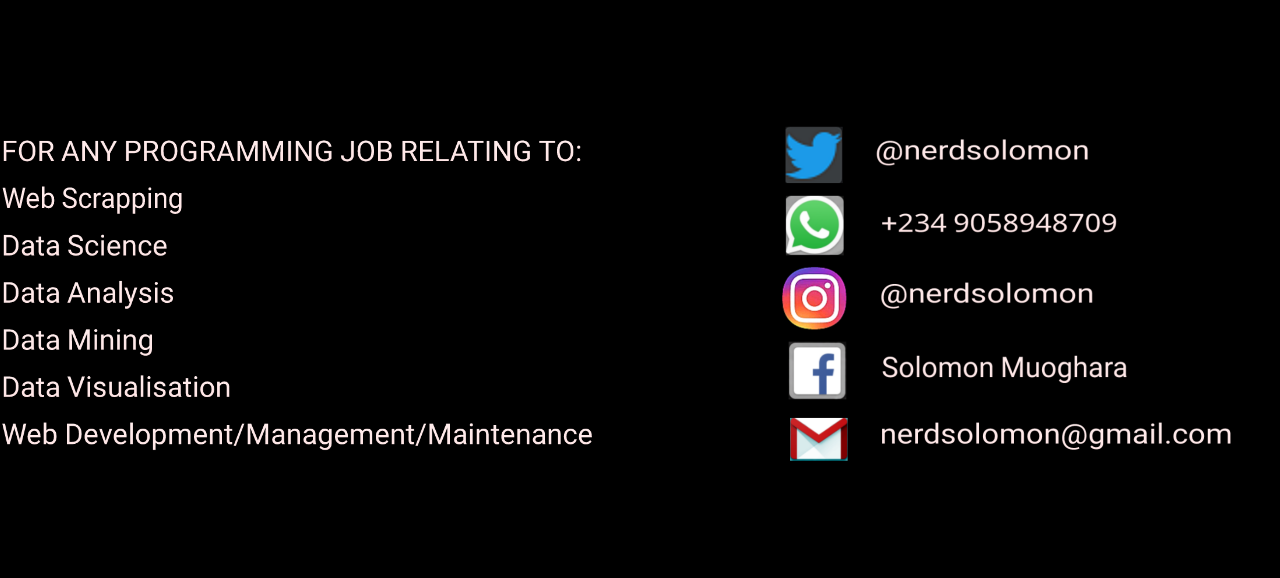 FOR ANY PROGRAMMING JOB RELATING TO:
Web Scrapping
Data Science
Data Analysis
Data Mining
Data Visualisation
Web Development/Management/Maintenance
@nerdsolomon
+234 9058948709
@nerdsolomon
Solomon Muoghara
nerdsolomon@gmail.com